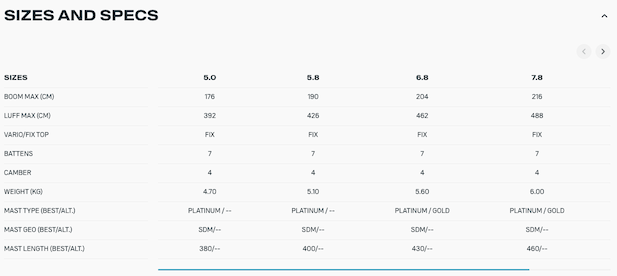 SIZES AND SPECS
SIZES 5.0 5.8 6.8 7.8
BOOM MAX (CM) 176 190 204 216
LUFF MAX (CM) 392 426 462 488
VARIO/FIX TOP FIX FIX FIX FIX
BATTENS 7 7 7 7
CAMBER 4 4 4 4
WEIGHT (KG) 4.70 5.10 5.60 6.00
MAST TYPE (BEST/ALT.) PLATINUM / -- PLATINUM / -- PLATINUM / GOLD PLATINUM / GOLD
MAST GEO (BEST/ALT.) SDM/-- SDM/-- SDM/-- SDM/--
MAST LENGTH (BEST/ALT.) 380/-- 400/-- 430/-- 460/--